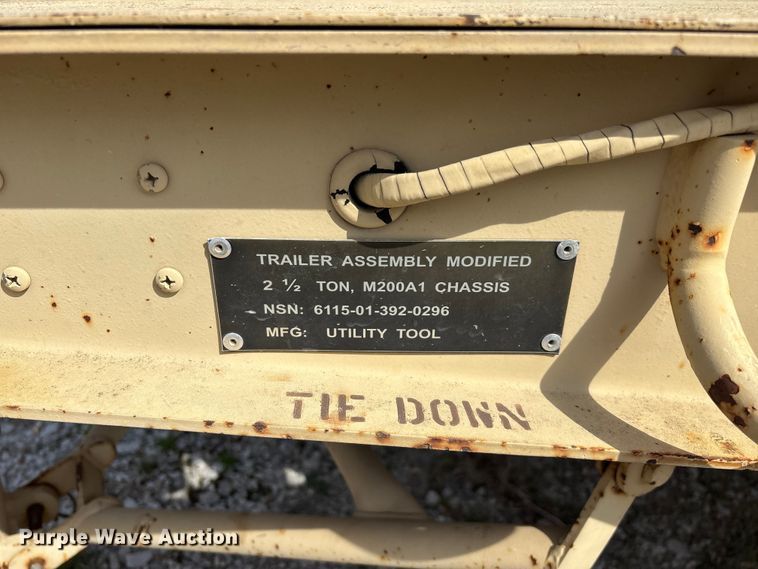 TRAILER ASSEMBLY MODIFIED
2 ½ TON, M200A1 CHASSIS
NSN: 6115-01-392-0296
MFG: UTILITY TOOL
TIE DOWN
Purple Wave Auction